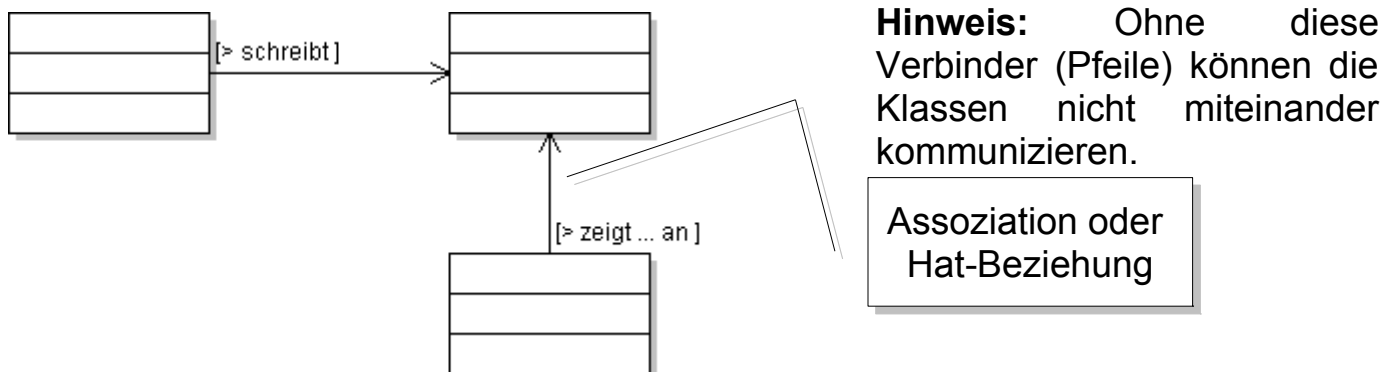 [> schreibt ]
[> zeigt ... an ]
Hinweis: Ohne diese
Verbinder (Pfeile) können die
Klassen nicht miteinander
kommunizieren.
Assoziation oder
Hat-Beziehung